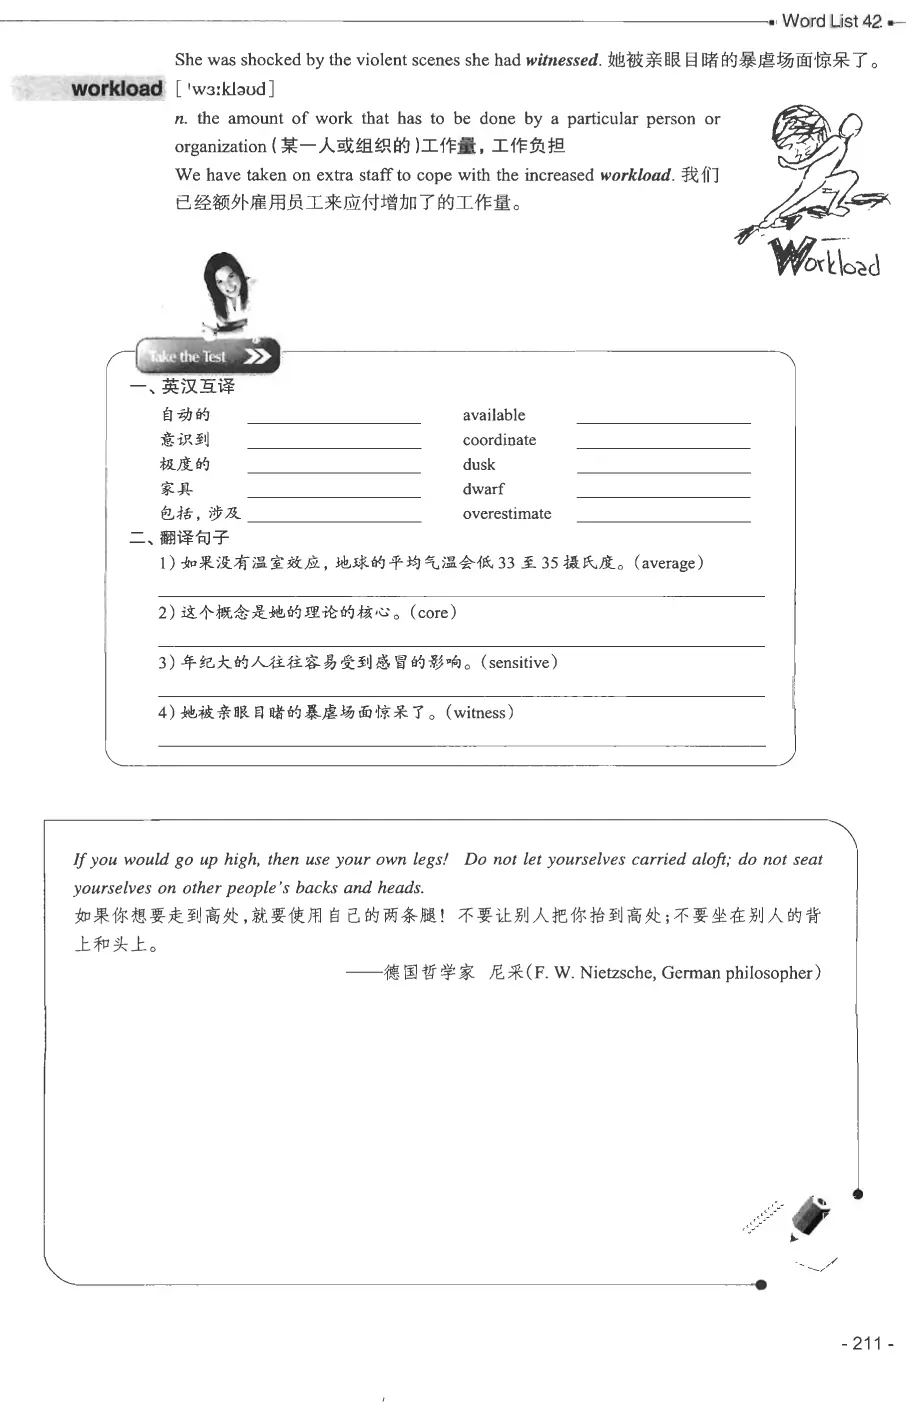 Word List 42
She was shocked by the violent scenes she had witnessed. 她被亲眼目睹的暴虐场面惊呆了。
workload [ˈwɜːkləʊd]
n. the amount of work that has to be done by a particular person or
organization (某一人或组织的)工作量，工作负担
We have taken on extra staff to cope with the increased workload. 我们
已经额外雇用员工来应付增加了的工作量。
Workload
Take the Test
一、英汉互译
自动的 available
意识到 coordinate
极度的 dusk
家具 dwarf
包括，涉及 overestimate
二、翻译句子
1) 如果没有温室效应，地球的平均气温会低 33 至 35 摄氏度。(average)
2) 这个概念是她的理论的核心。(core)
3) 年纪大的人往往容易受到感冒的影响。(sensitive)
4) 她被亲眼目睹的暴虐场面惊呆了。(witness)
If you would go up high, then use your own legs! Do not let yourselves carried aloft; do not seat
yourselves on other people's backs and heads.
如果你想要走到高处,就要使用自己的两条腿！不要让别人把你抬到高处;不要坐在别人的背
上和头上。
——德国哲学家 尼采(F. W. Nietzsche, German philosopher)
- 211 -